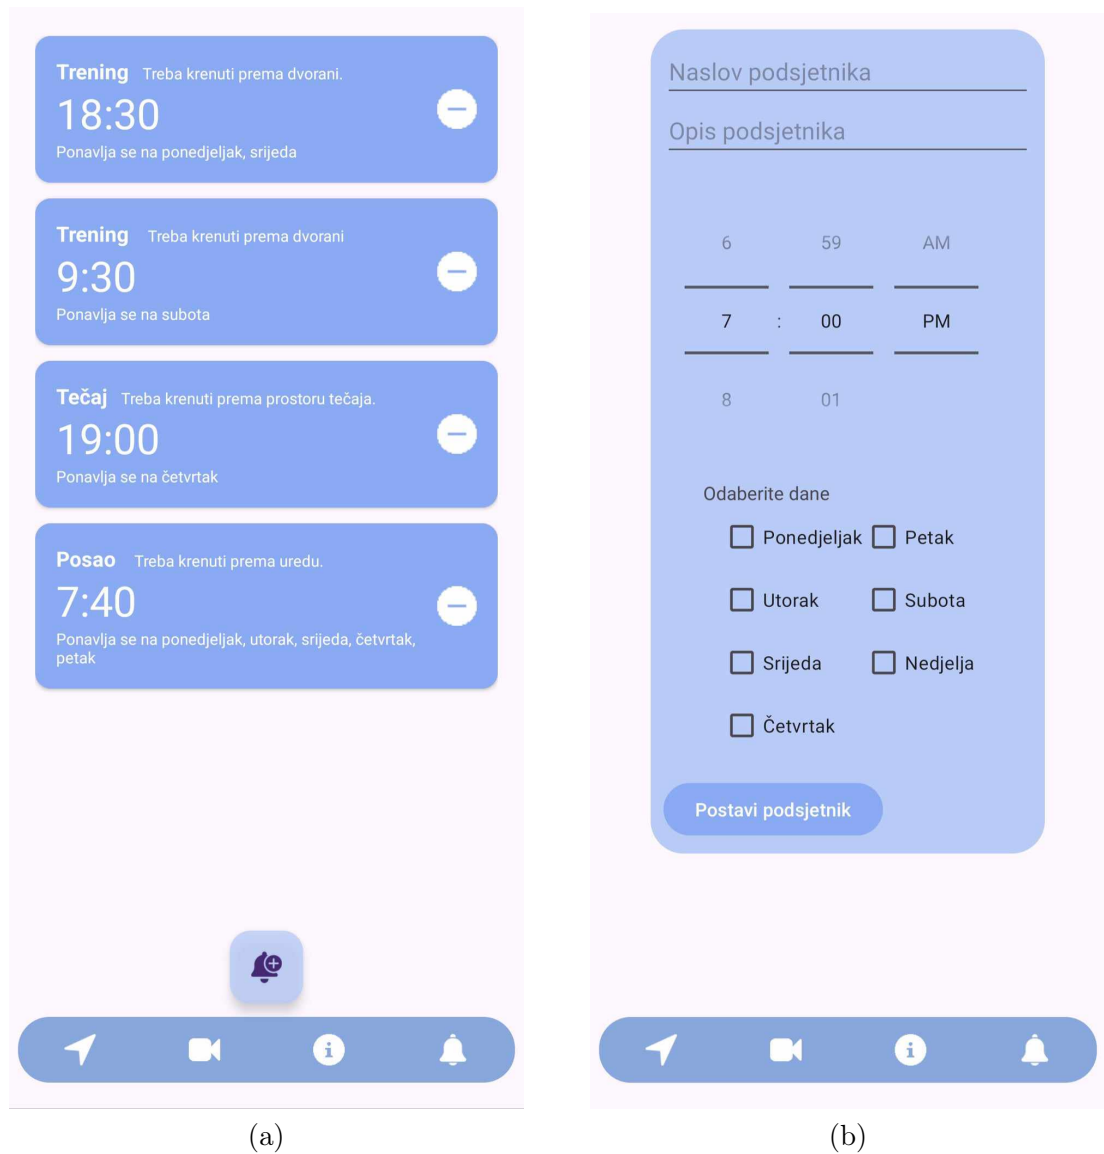 Trening Treba krenuti prema dvorani.
18:30
Ponavlja se na ponedjeljak, srijeda
Trening Treba krenuti prema dvorani
9:30
Ponavlja se na subota
Tečaj Treba krenuti prema prostoru tečaja.
19:00
Ponavlja se na četvrtak
Posao Treba krenuti prema uredu.
7:40
Ponavlja se na ponedjeljak, utorak, srijeda, četvrtak,
petak
(a)
Naslov podsjetnika
Opis podsjetnika
6 59 AM
7 : 00 PM
8 01
Odaberite dane
Ponedjeljak Petak
Utorak Subota
Srijeda Nedjelja
Četvrtak
Postavi podsjetnik
(b)